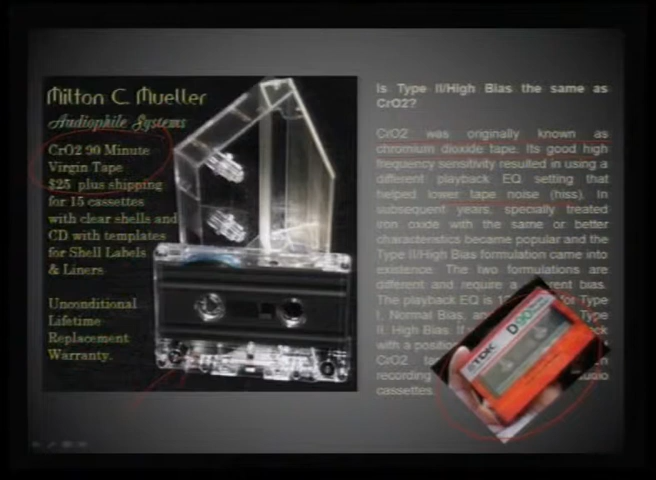 Milton C. Mueller
Audiophile Systems
CrO2 90 Minute
Virgin Tape
$25 plus shipping
for 15 cassettes
with clear shells and
CD with templates
for Shell Labels
& Liners
Unconditional
Lifetime
Replacement
Warranty.
Is Type II/High Bias the same as
CrO2?
CrO2 was originally known as
chromium dioxide tape. Its good high
frequency sensitivity resulted in using a
different playback EQ setting that
helped lower tape noise (hiss). In
subsequent years, specially treated
iron oxide with the same or better
characteristics became popular and the
Type II/High Bias formulation came into
existence. The two formulations are
different and require a
bias.
The playback EQ is
for Type
I, Normal Bias,
Type
II, High Bias.
with a
CrO2
recording
cassettes.
TDK
D90